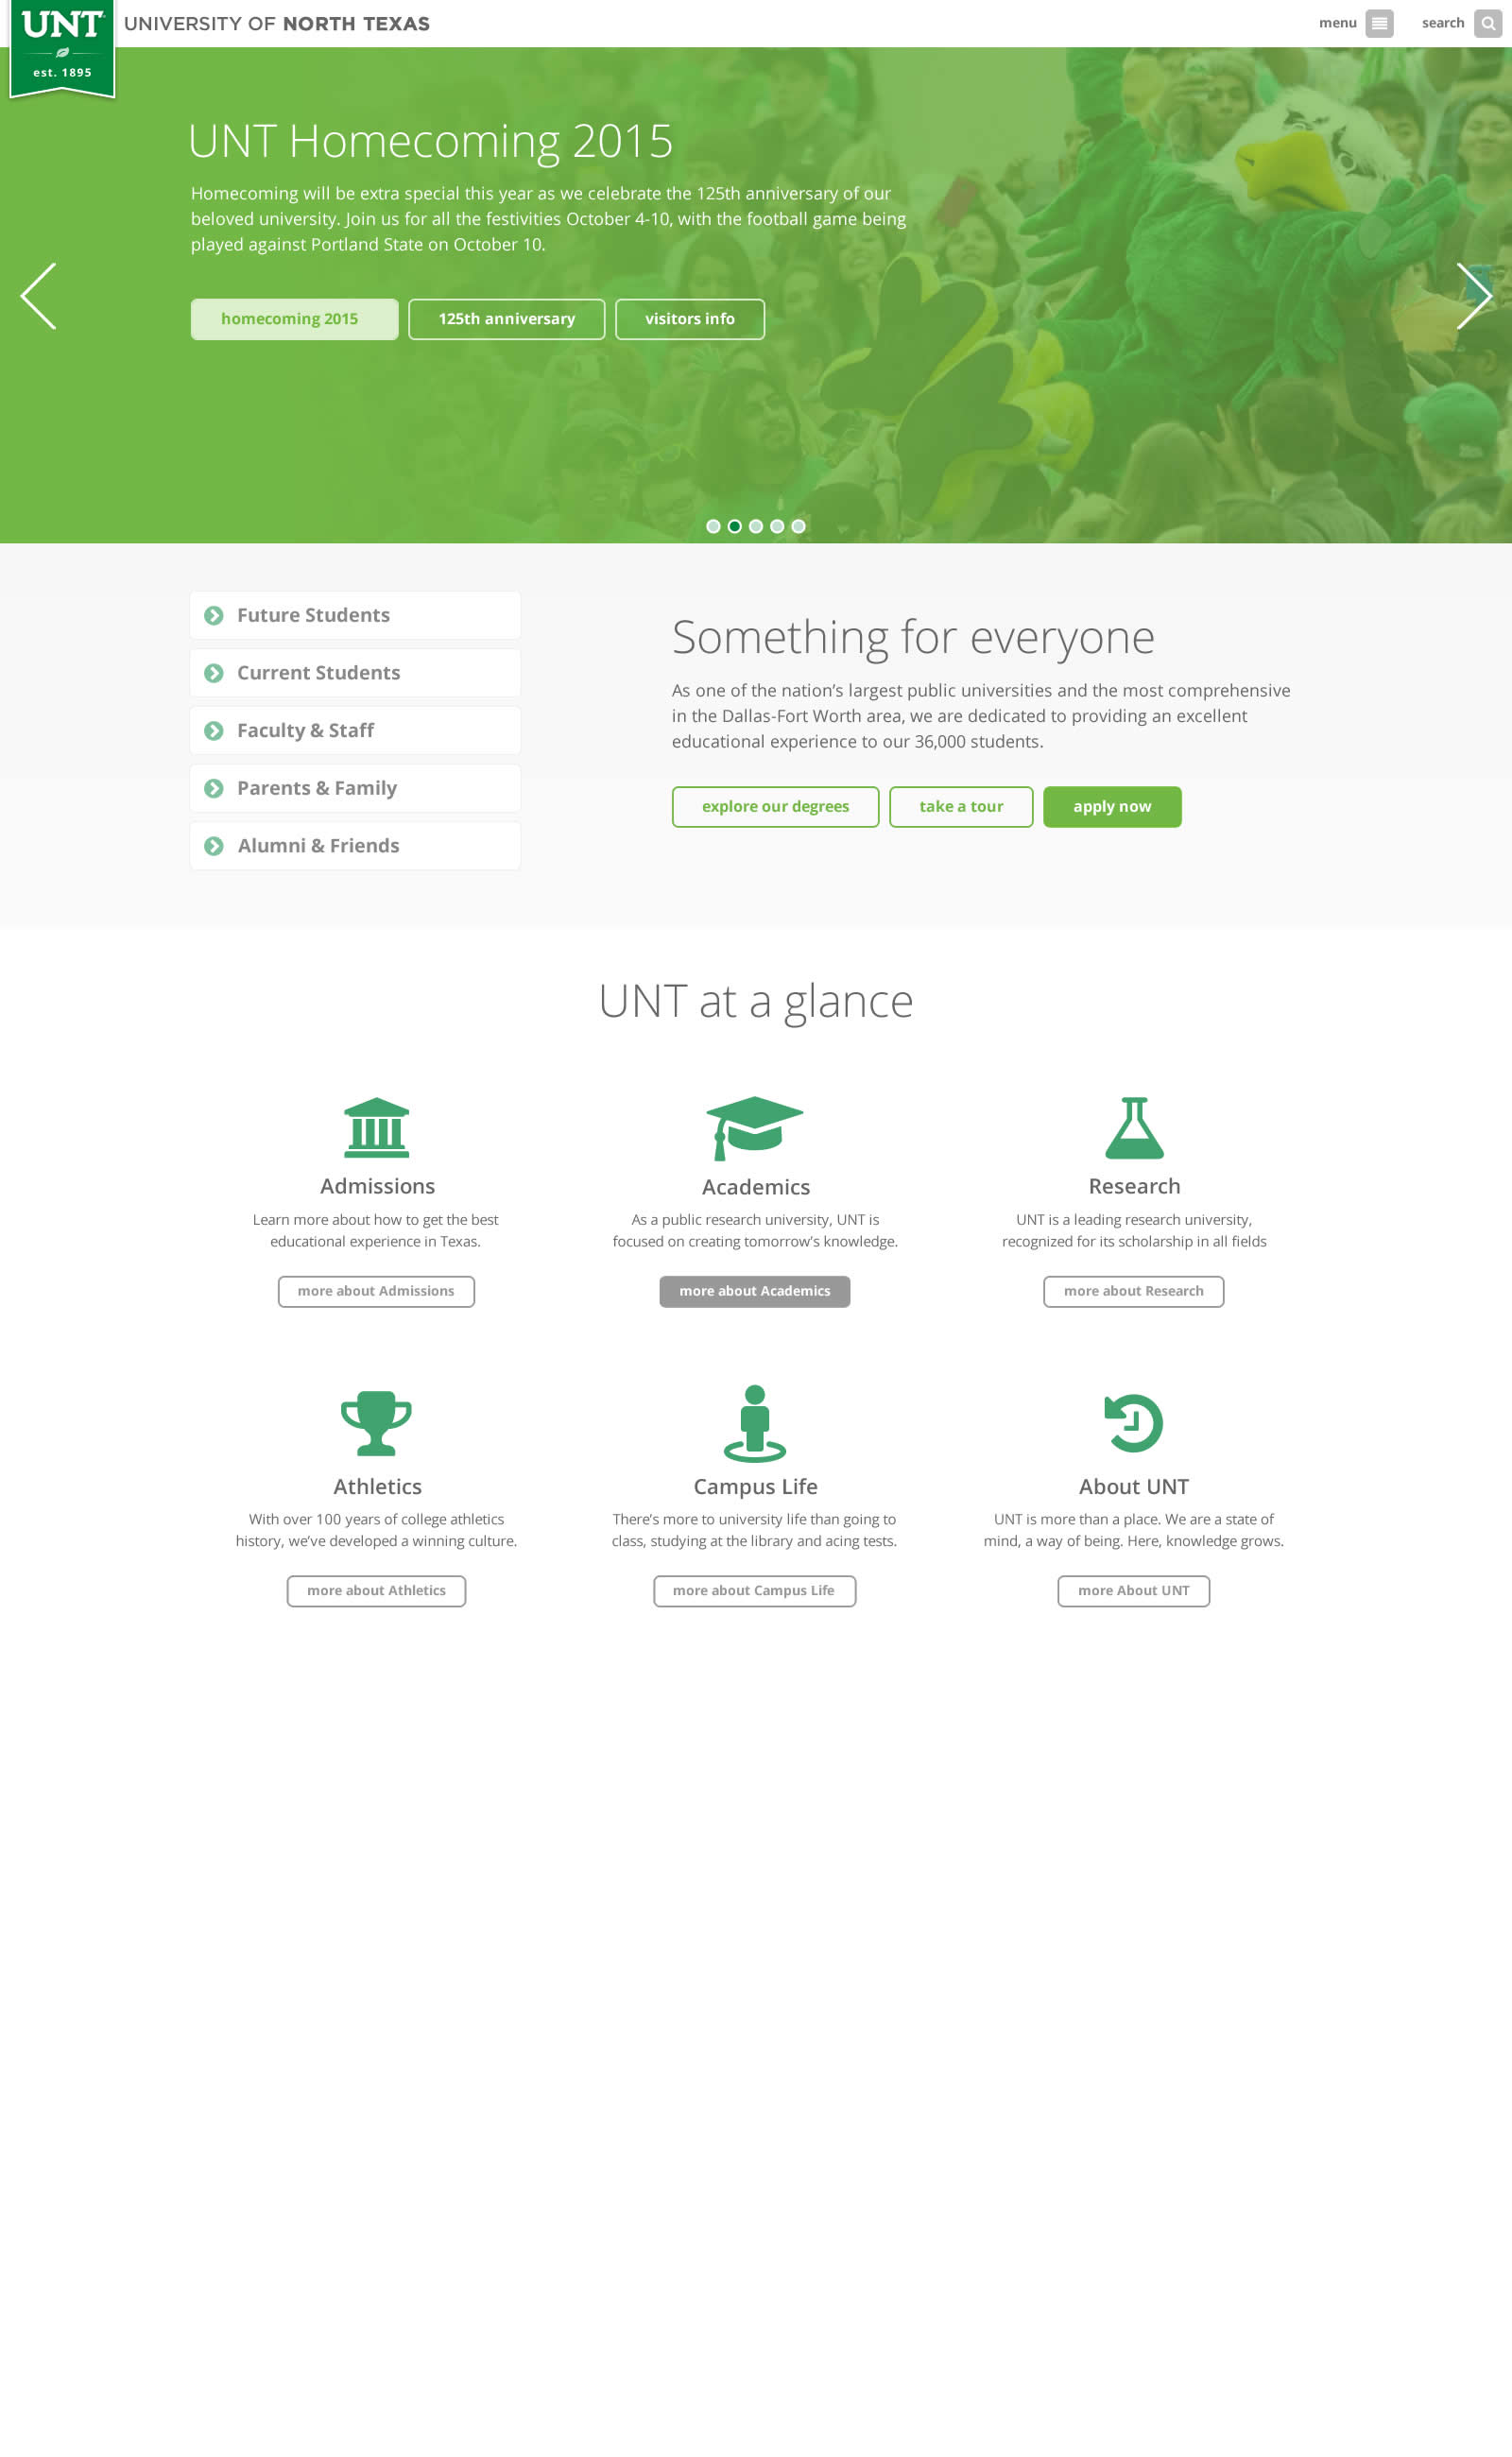 UNT
est. 1895
UNIVERSITY OF NORTH TEXAS
menu
search
UNT Homecoming 2015
Homecoming will be extra special this year as we celebrate the 125th anniversary of our
beloved university. Join us for all the festivities October 4-10, with the football game being
played against Portland State on October 10.
homecoming 2015
125th anniversary
visitors info
Future Students
Current Students
Faculty & Staff
Parents & Family
Alumni & Friends
Something for everyone
As one of the nation’s largest public universities and the most comprehensive
in the Dallas-Fort Worth area, we are dedicated to providing an excellent
educational experience to our 36,000 students.
explore our degrees
take a tour
apply now
UNT at a glance
Admissions
Learn more about how to get the best
educational experience in Texas.
more about Admissions
Academics
As a public research university, UNT is
focused on creating tomorrow’s knowledge.
more about Academics
Research
UNT is a leading research university,
recognized for its scholarship in all fields
more about Research
Athletics
With over 100 years of college athletics
history, we’ve developed a winning culture.
more about Athletics
Campus Life
There’s more to university life than going to
class, studying at the library and acing tests.
more about Campus Life
About UNT
UNT is more than a place. We are a state of
mind, a way of being. Here, knowledge grows.
more About UNT